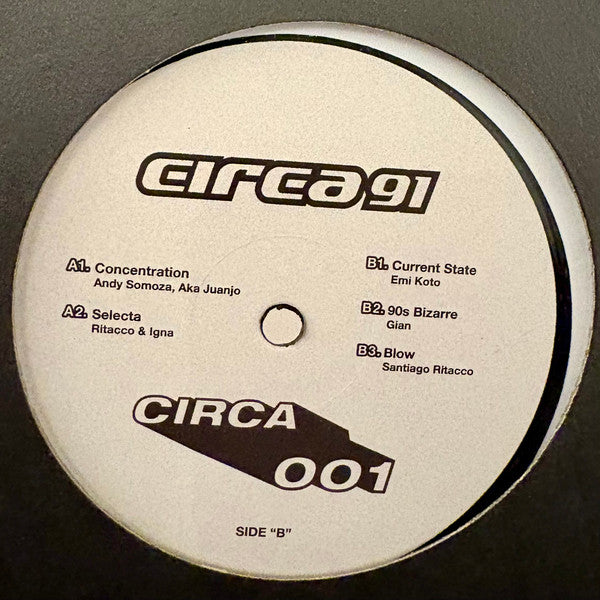 circa91
A1. Concentration
Andy Somoza, Aka Juanjo
A2. Selecta
Ritacco & Igna
B1. Current State
Emi Koto
B2. 90s Bizarre
Gian
B3. Blow
Santiago Ritacco
CIRCA
001
SIDE “B”